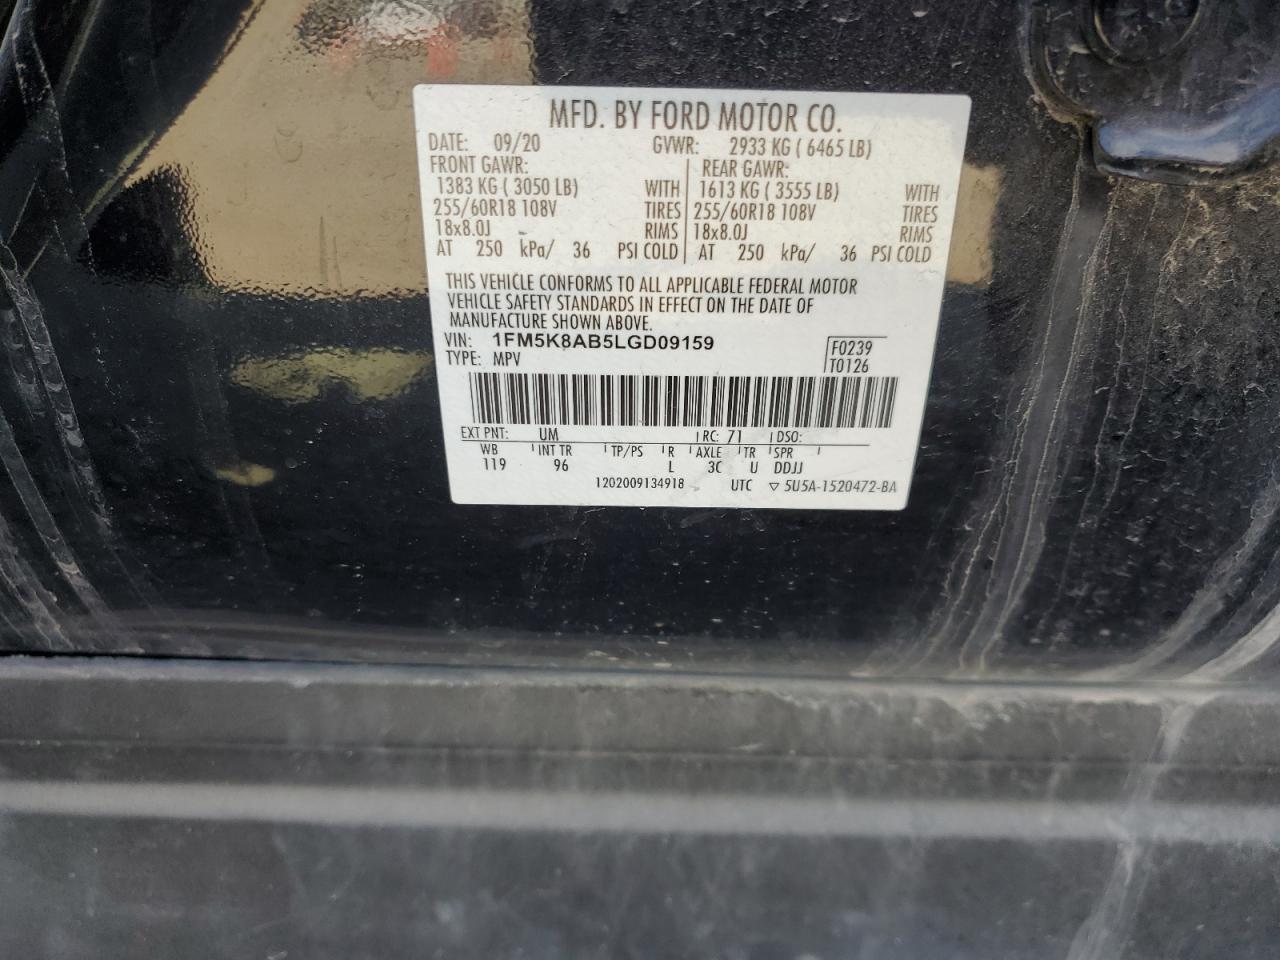 MFD. BY FORD MOTOR CO.
DATE: 09/20 GVWR: 2933 KG ( 6465 LB)
FRONT GAWR: REAR GAWR:
1383 KG ( 3050 LB) WITH 1613 KG ( 3555 LB) WITH
255/60R18 108V TIRES 255/60R18 108V TIRES
18x8.0J RIMS 18x8.0J RIMS
AT 250 kPa/ 36 PSI COLD AT 250 kPa/ 36 PSI COLD
THIS VEHICLE CONFORMS TO ALL APPLICABLE FEDERAL MOTOR
VEHICLE SAFETY STANDARDS IN EFFECT ON THE DATE OF
MANUFACTURE SHOWN ABOVE.
VIN: 1FM5K8AB5LGD09159 F0239
TYPE: MPV T0126
EXT PNT: UM RC: 71 DSO:
WB INT TR TP/PS R AXLE TR SPR
119 96 L 3C U DDJJ
1202009134918 UTC ▽ 5U5A-1520472-BA